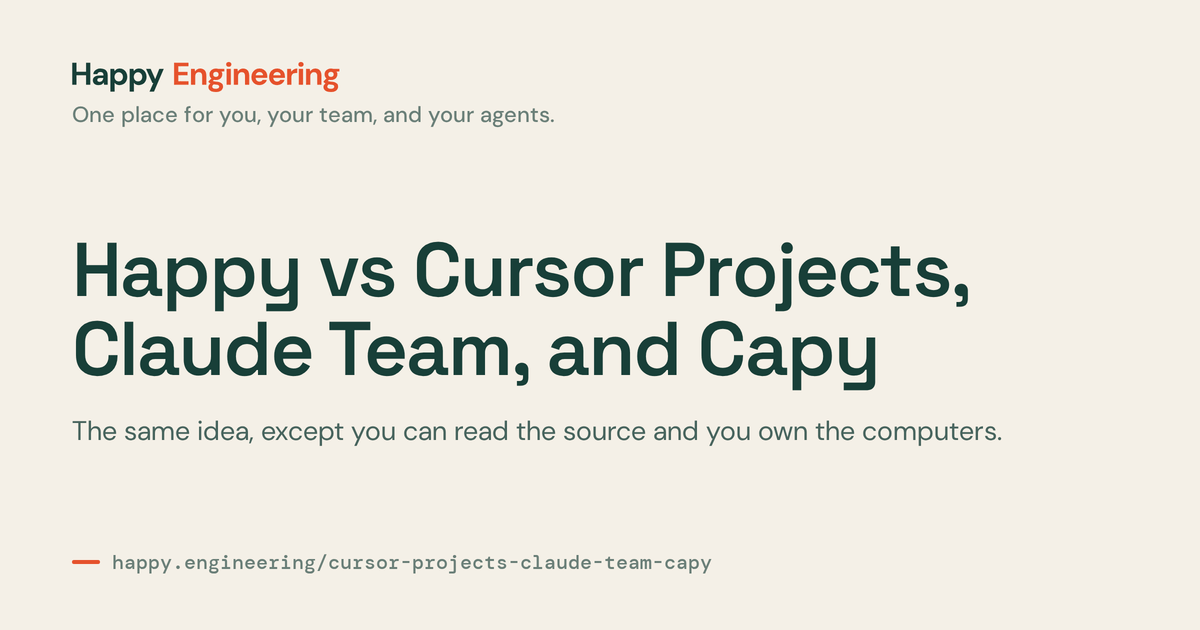 Happy Engineering
One place for you, your team, and your agents.
Happy vs Cursor Projects,
Claude Team, and Capy
The same idea, except you can read the source and you own the computers.
happy.engineering/cursor-projects-claude-team-capy